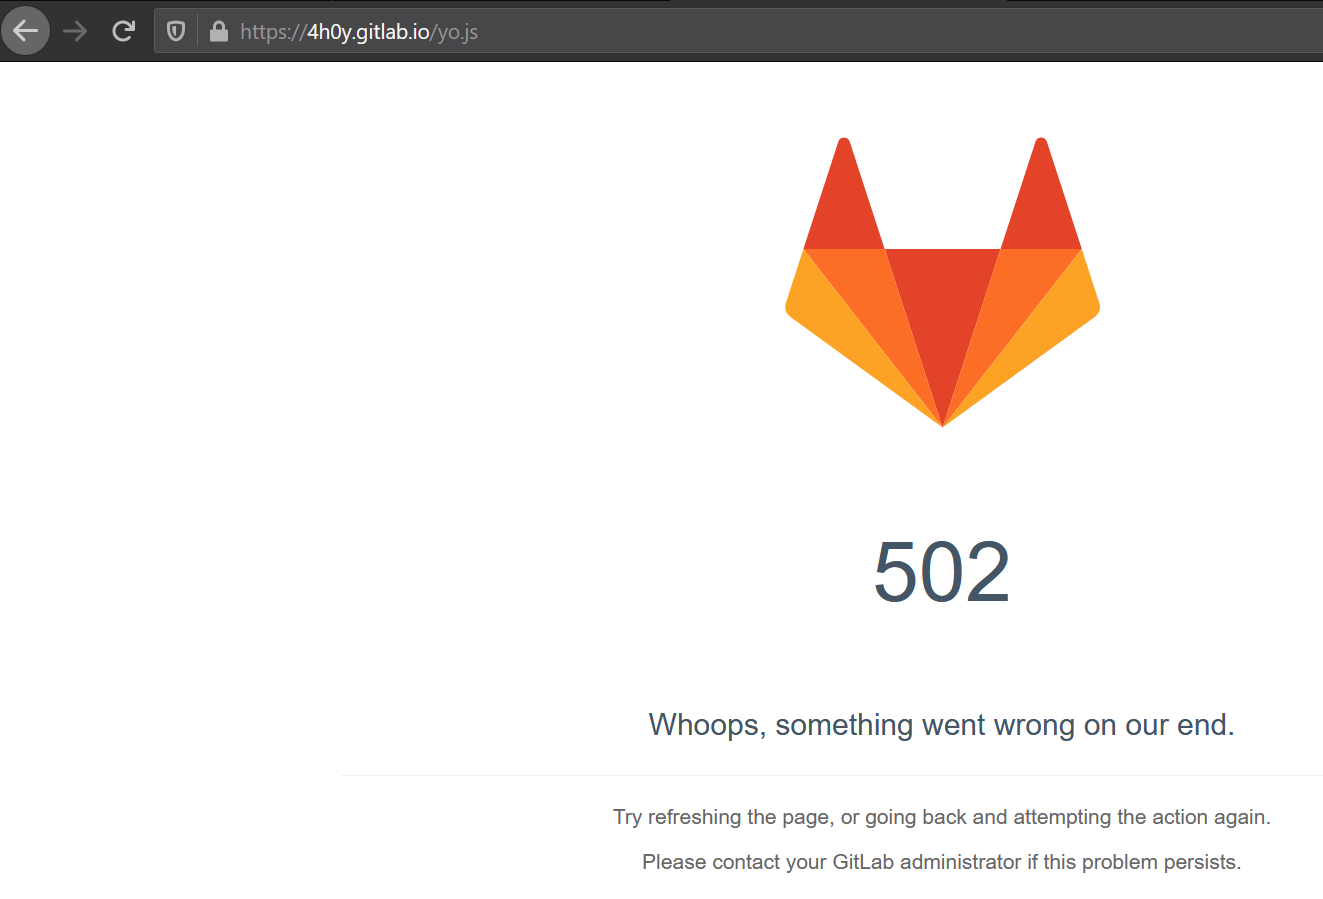 https://4h0y.gitlab.io/yo.js
502
Whoops, something went wrong on our end.
Try refreshing the page, or going back and attempting the action again.
Please contact your GitLab administrator if this problem persists.